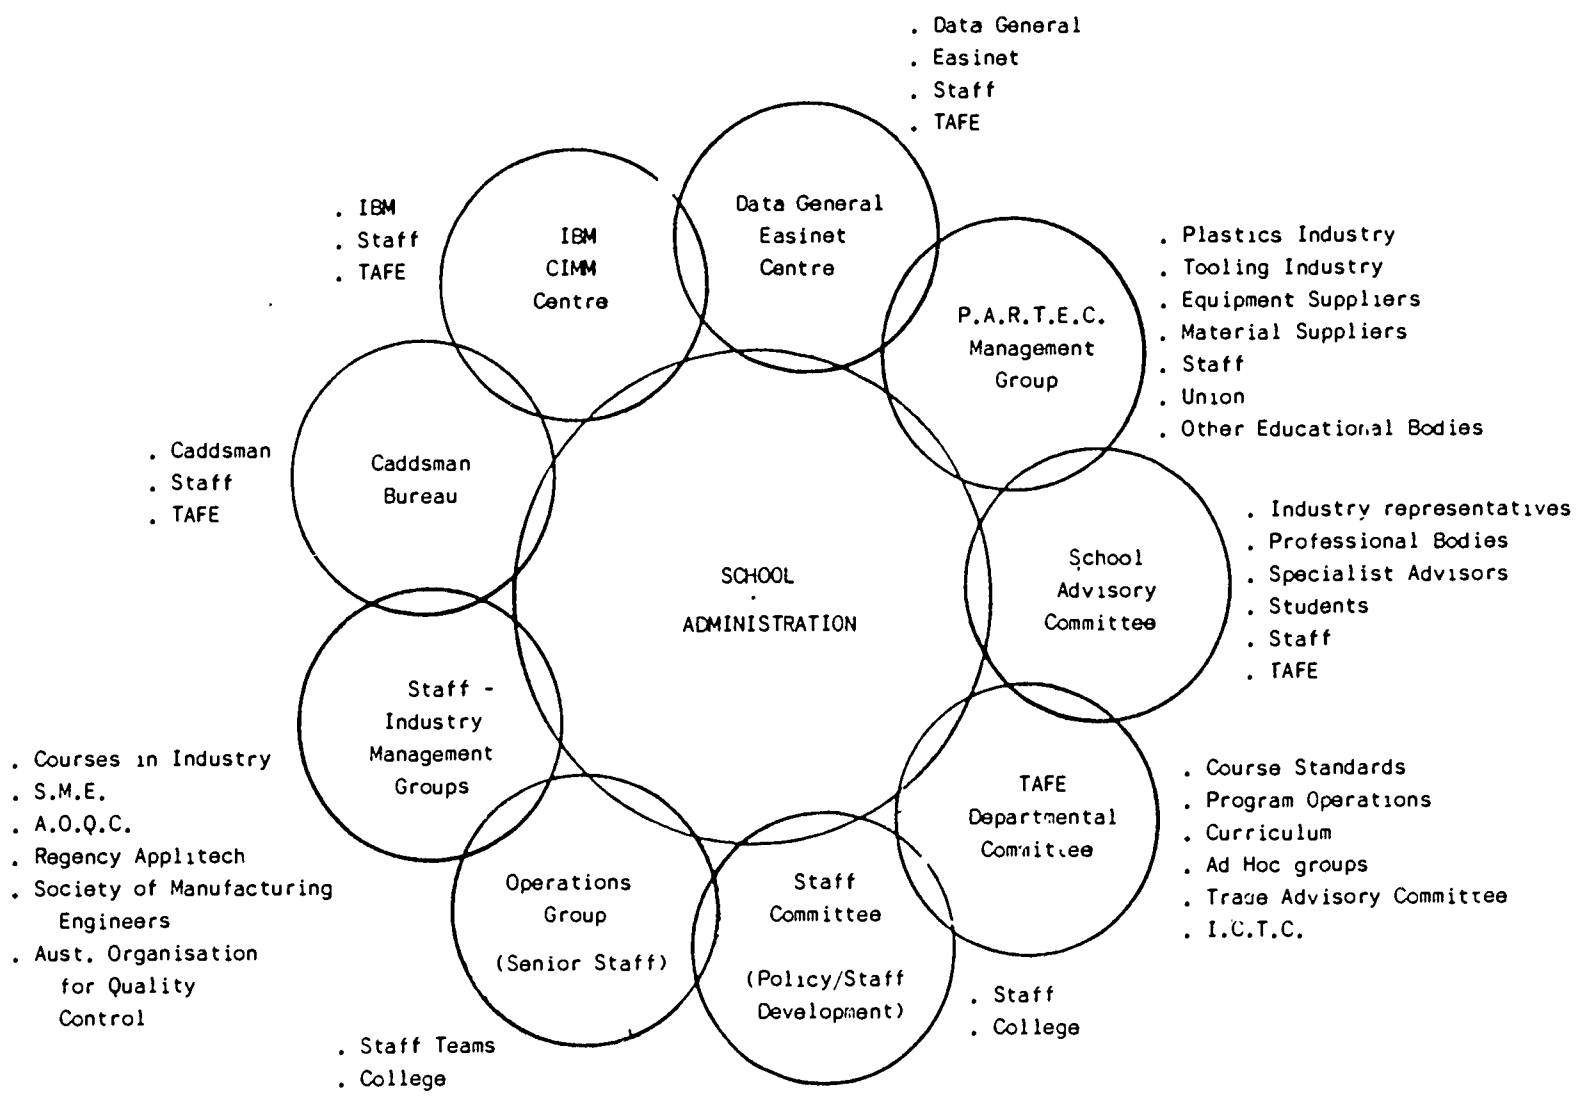 . Data General
. Easinet
. Staff
. TAFE
Data General
Easinet
Centre
. IBM
. Staff
. TAFE
IBM
CIMM
Centre
P.A.R.T.E.C.
Management
Group
. Plastics Industry
. Tooling Industry
. Equipment Suppliers
. Material Suppliers
. Staff
. Union
. Other Educational Bodies
. Caddsman
. Staff
. TAFE
Caddsman
Bureau
SCHOOL
ADMINISTRATION
School
Advisory
Committee
. Industry representatives
. Professional Bodies
. Specialist Advisors
. Students
. Staff
. TAFE
Staff -
Industry
Management
Groups
. Courses in Industry
. S.M.E.
. A.O.Q.C.
. Regency Applitech
. Society of Manufacturing
Engineers
. Aust. Organisation
for Quality
Control
TAFE
Departmental
Committee
. Course Standards
. Program Operations
. Curriculum
. Ad Hoc groups
. Trade Advisory Committee
. I.C.T.C.
Operations
Group
(Senior Staff)
. Staff Teams
. College
Staff
Committee
(Policy/Staff
Development)
. Staff
. College